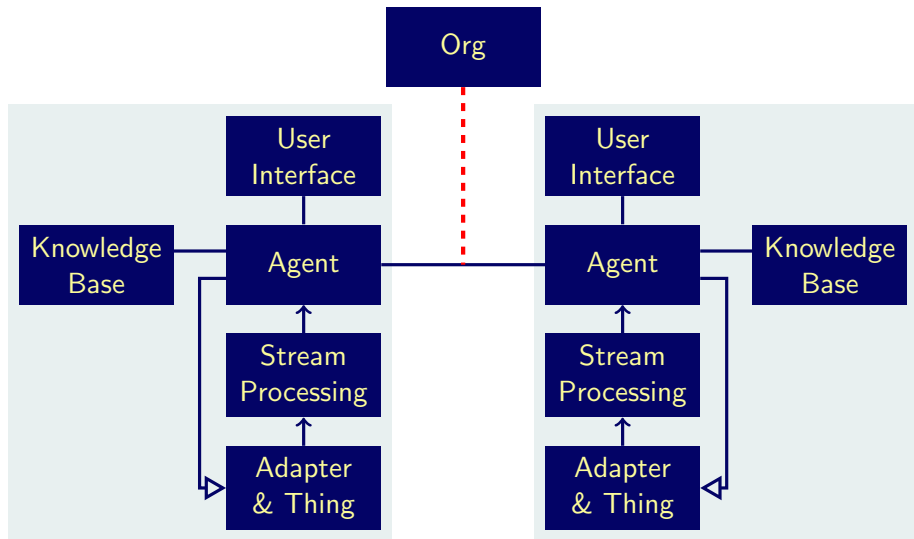 Org
User
Interface
Knowledge
Base
Agent
Stream
Processing
Adapter
& Thing
User
Interface
Agent
Knowledge
Base
Stream
Processing
Adapter
& Thing